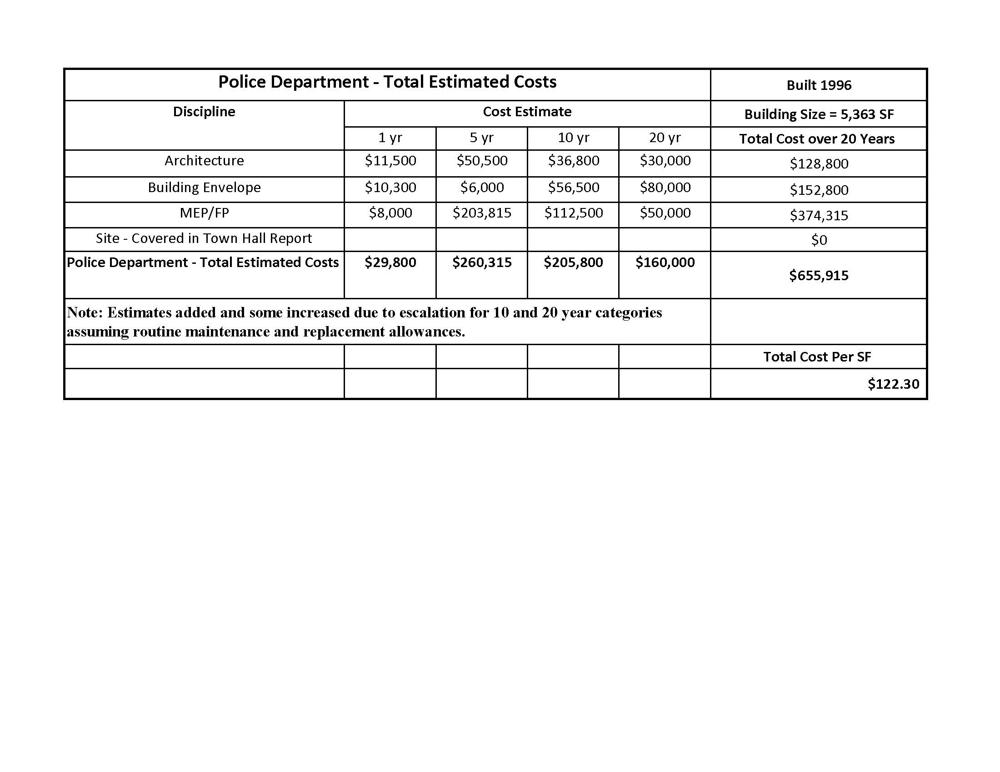 Police Department - Total Estimated Costs Built 1996
Discipline Cost Estimate Building Size = 5,363 SF
1 yr 5 yr 10 yr 20 yr Total Cost over 20 Years
Architecture $11,500 $50,500 $36,800 $30,000 $128,800
Building Envelope $10,300 $6,000 $56,500 $80,000 $152,800
MEP/FP $8,000 $203,815 $112,500 $50,000 $374,315
Site - Covered in Town Hall Report $0
Police Department - Total Estimated Costs $29,800 $260,315 $205,800 $160,000 $655,915
Note: Estimates added and some increased due to escalation for 10 and 20 year categories
assuming routine maintenance and replacement allowances.
Total Cost Per SF
$122.30